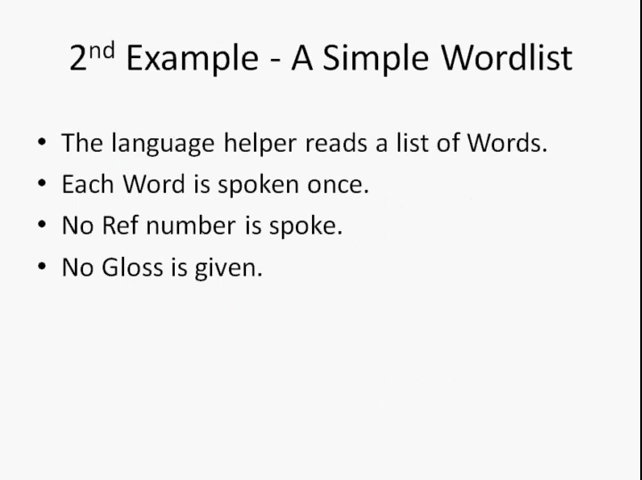 2nd Example - A Simple Wordlist
• The language helper reads a list of Words.
• Each Word is spoken once.
• No Ref number is spoke.
• No Gloss is given.